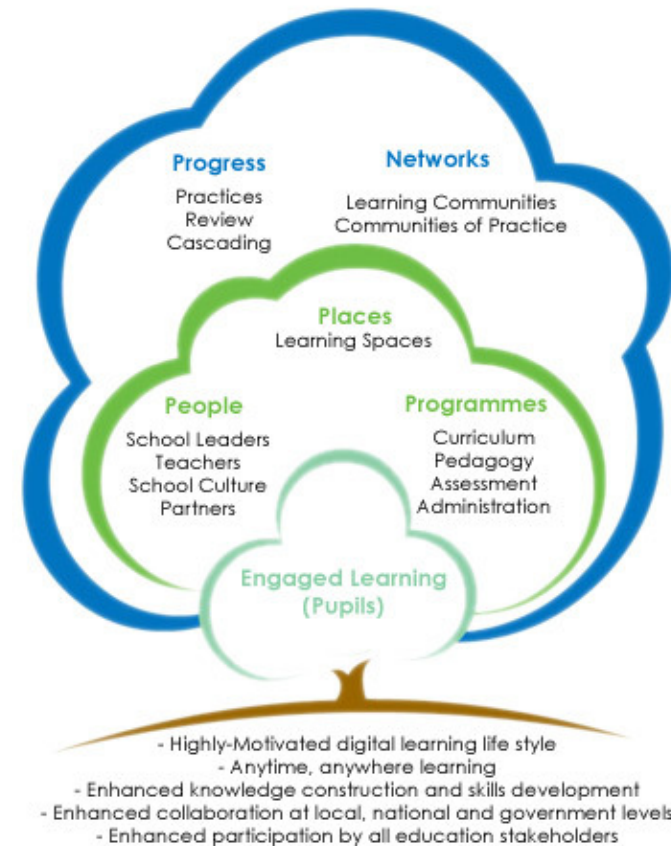 Progress
Practices
Review
Cascading
Networks
Learning Communities
Communities of Practice
Places
Learning Spaces
People
School Leaders
Teachers
School Culture
Partners
Programmes
Curriculum
Pedagogy
Assessment
Administration
Engaged Learning
(Pupils)
- Highly-Motivated digital learning life style
- Anytime, anywhere learning
- Enhanced knowledge construction and skills development
- Enhanced collaboration at local, national and government levels
- Enhanced participation by all education stakeholders